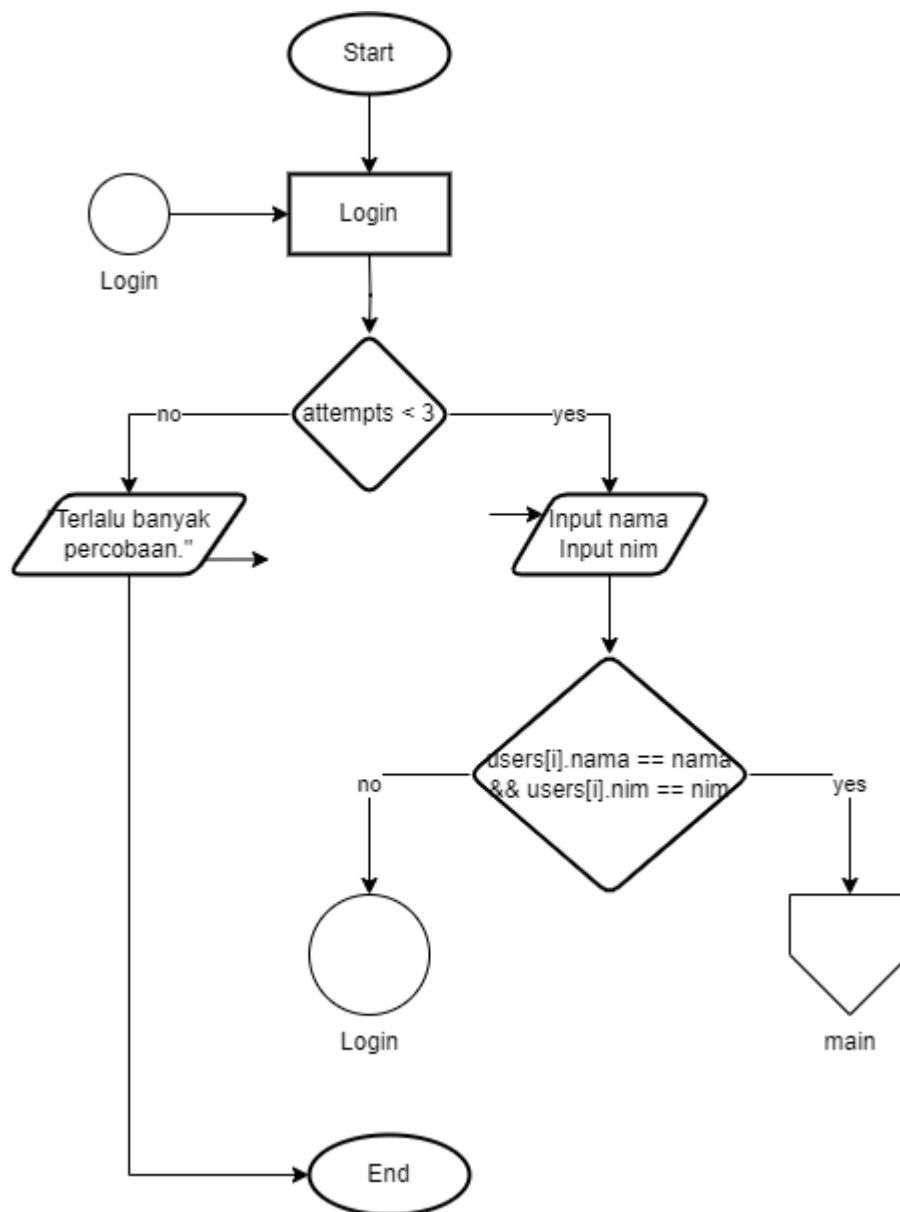 Start
Login
Login
attempts < 3
no
yes
"Terlalu banyak
percobaan."
Input nama
Input nim
users[i].nama == nama
&& users[i].nim == nim
no
yes
Login
main
End